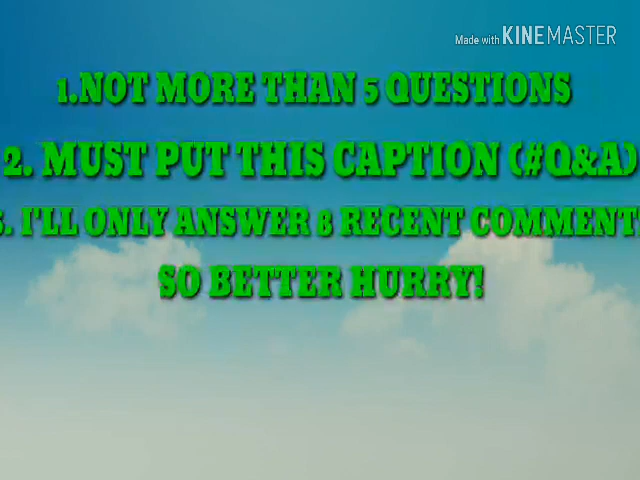 Made with KINEMASTER
1.NOT MORE THAN 5 QUESTIONS
2. MUST PUT THIS CAPTION (#Q&A)
. I'LL ONLY ANSWER 8 RECENT COMMENT
SO BETTER HURRY!